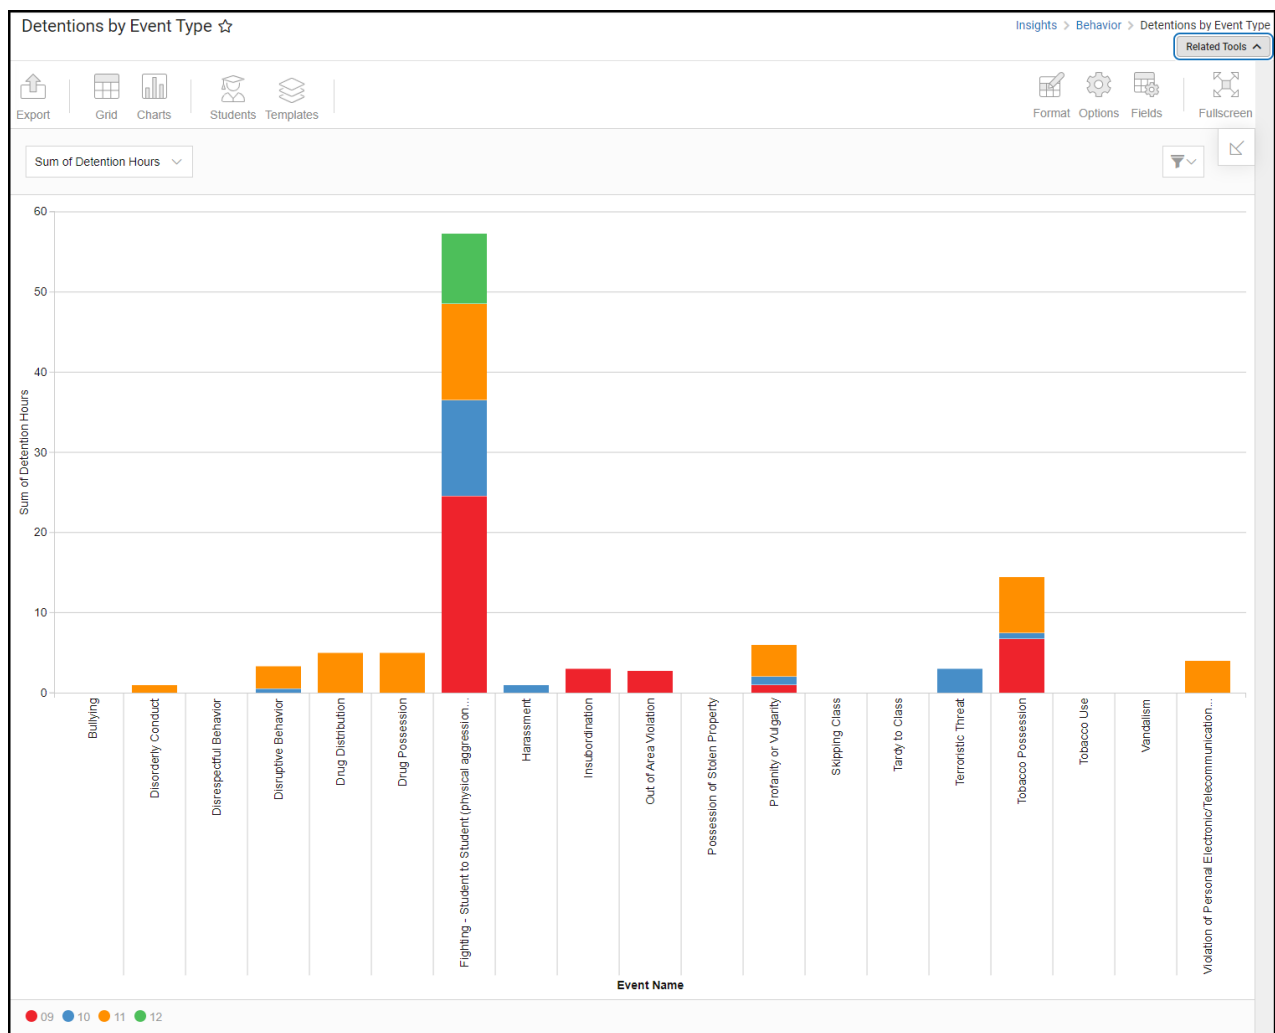 Detentions by Event Type
Insights > Behavior > Detentions by Event Type
Related Tools
Export
Grid
Charts
Students
Templates
Format
Options
Fields
Fullscreen
Sum of Detention Hours
60
50
40
30
20
10
0
Sum of Detention Hours
Bullying
Disorderly Conduct
Disrespectful Behavior
Disruptive Behavior
Drug Distribution
Drug Possession
Fighting - Student to Student (physical aggression...
Harassment
Insubordination
Out of Area Violation
Possession of Stolen Property
Profanity or Vulgarity
Skipping Class
Tardy to Class
Terroristic Threat
Tobacco Possession
Tobacco Use
Vandalism
Violation of Personal Electronic/Telecommunication...
Event Name
09 10 11 12